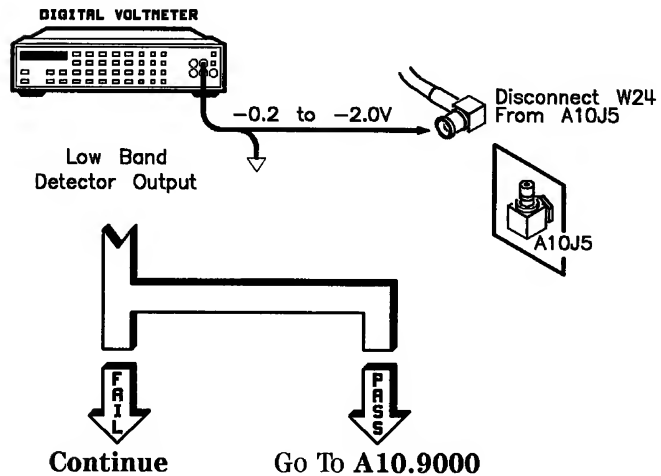 DIGITAL VOLTMETER
-0.2 to -2.0V
Disconnect W24
From A10J5
Low Band
Detector Output
A10J5
FAIL
PASS
Continue
Go To A10.9000